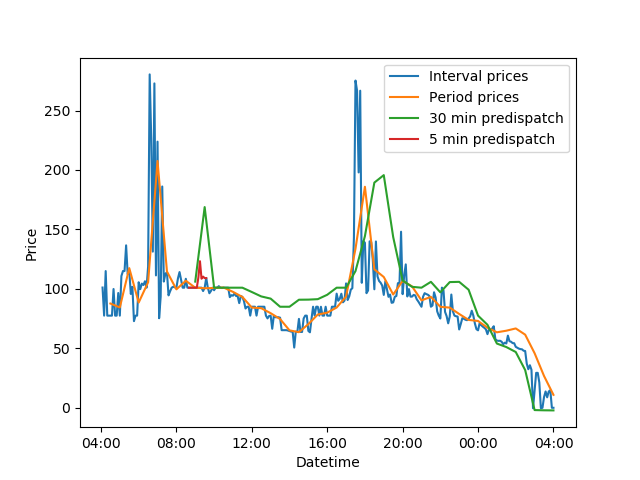 Interval prices
Period prices
30 min predispatch
5 min predispatch
Price
250
200
150
100
50
0
04:00
08:00
12:00
16:00
20:00
00:00
04:00
Datetime